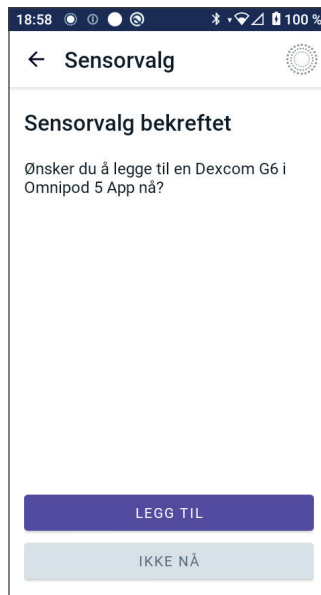 18:58 100 %
Sensorvalg
Sensorvalg bekreftet
Ønsker du å legge til en Dexcom G6 i
Omnipod 5 App nå?
LEGG TIL
IKKE NÅ